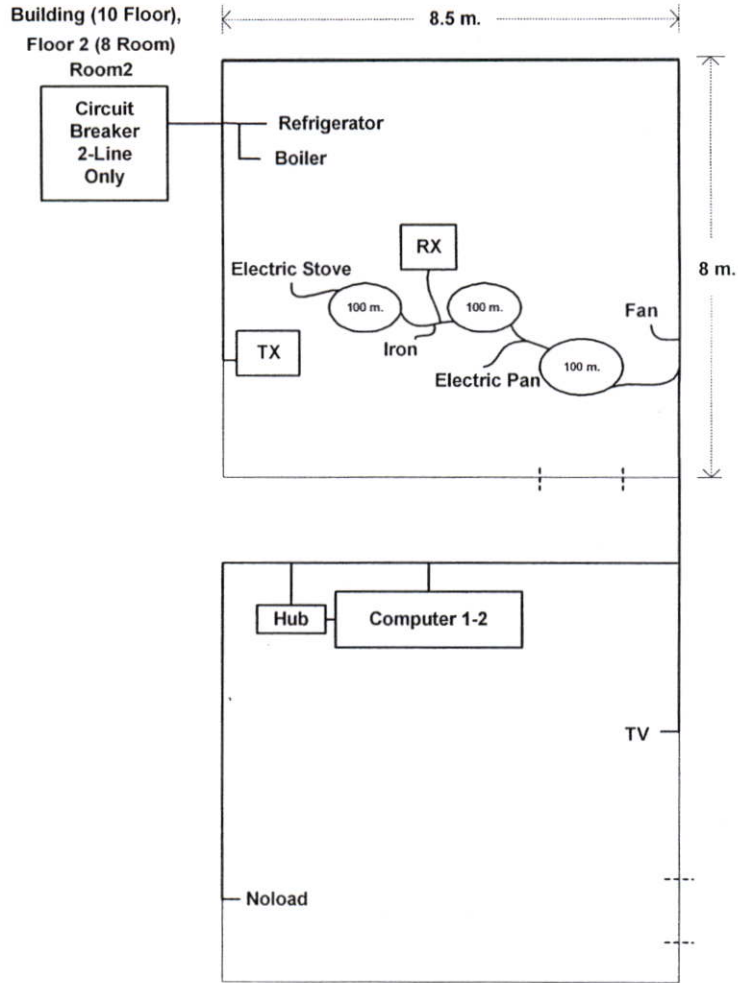 Building (10 Floor),
Floor 2 (8 Room)
Room2
Circuit
Breaker
2-Line
Only
8.5 m.
Refrigerator
Boiler
8 m.
RX
Electric Stove
100 m.
100 m.
Fan
TX
Iron
Electric Pan
100 m.
Hub
Computer 1-2
TV
Noload